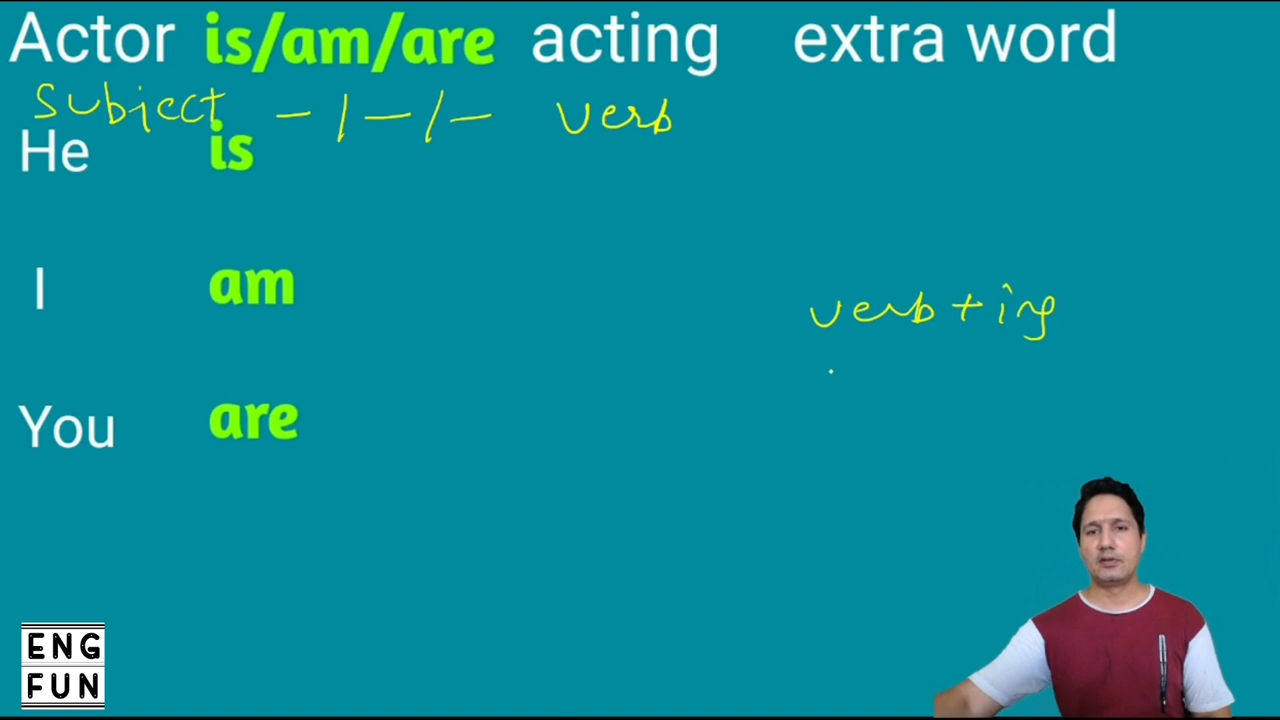 Actor is/am/are acting extra word
Subject - / - / - verb
He is
I am
verb + ing
You are
ENG
FUN